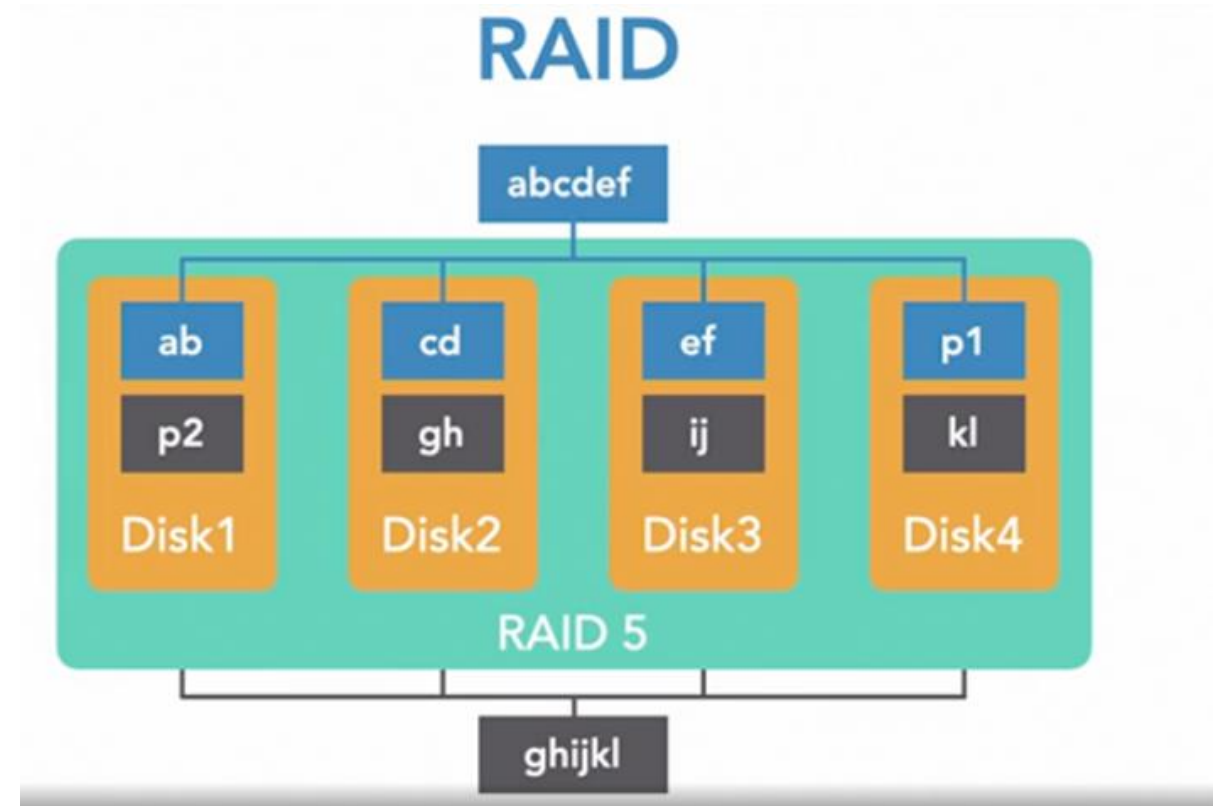 RAID
abcdef
ab cd ef p1
p2 gh ij kl
Disk1 Disk2 Disk3 Disk4
RAID 5
ghijkl